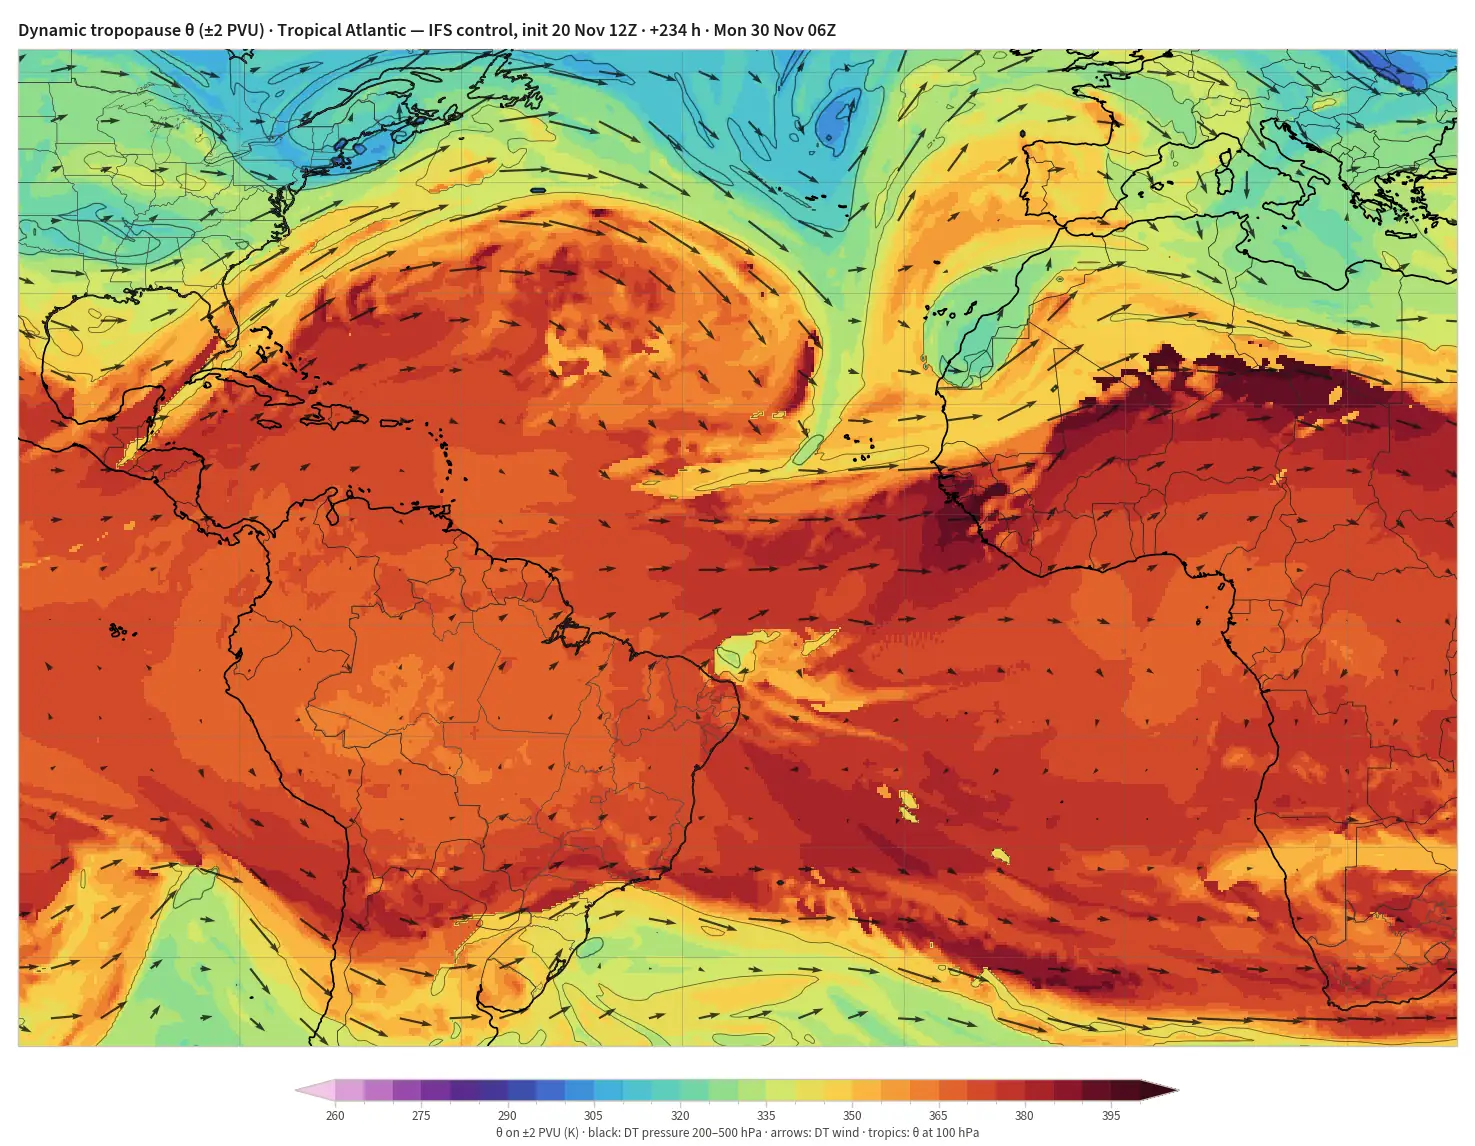 Dynamic tropopause θ (±2 PVU) · Tropical Atlantic — IFS control, init 20 Nov 12Z · +234 h · Mon 30 Nov 06Z
260 275 290 305 320 335 350 365 380 395
θ on ±2 PVU (K) · black: DT pressure 200–500 hPa · arrows: DT wind · tropics: θ at 100 hPa